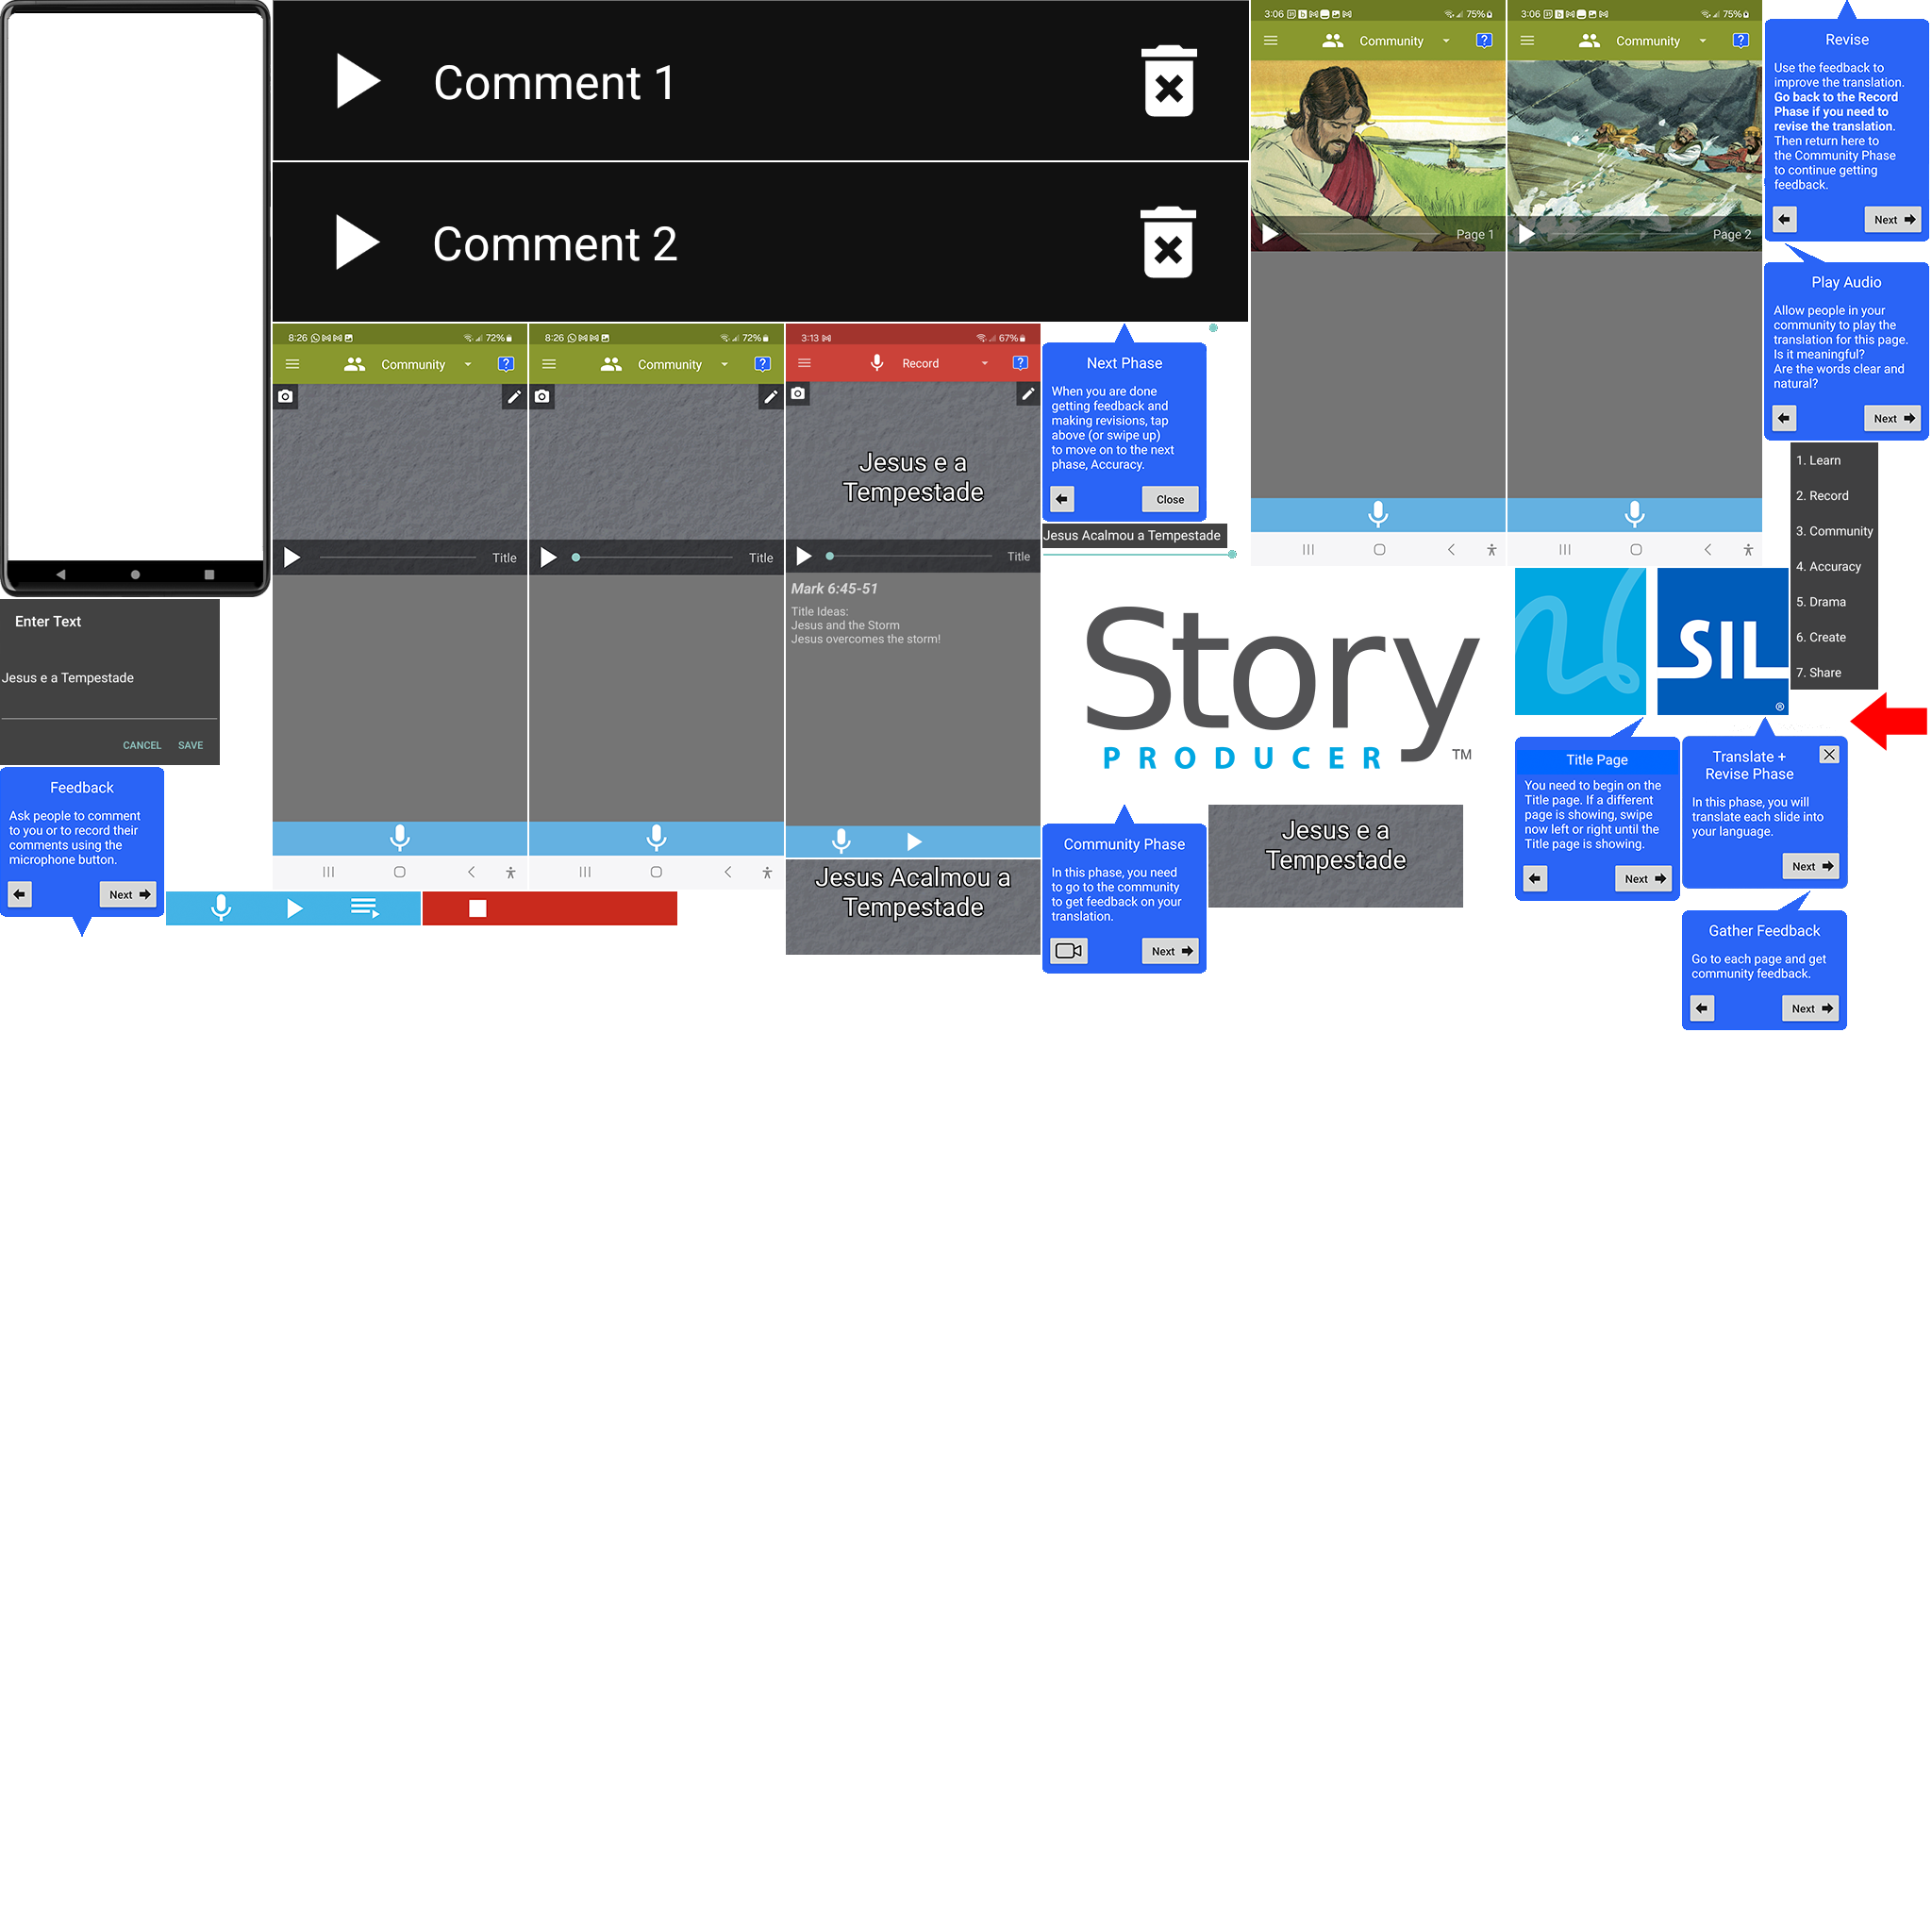 Comment 1
Comment 2
8:26
72%
Community
?
Title
8:26
72%
Community
?
Title
3:13
67%
Record
?
Jesus e a
Tempestade
Title
Mark 6:45-51
Title Ideas:
Jesus and the Storm
Jesus overcomes the storm!
Jesus Acalmou a
Tempestade
Next Phase
When you are done
getting feedback and
making revisions, tap
above (or swipe up)
to move on to the next
phase, Accuracy.
Close
Jesus Acalmou a Tempestade
3:06
75%
Community
?
Page 1
3:06
75%
Community
?
Page 2
Revise
Use the feedback to
improve the translation.
Go back to the Record
Phase if you need to
revise the translation.
Then return here to
the Community Phase
to continue getting
feedback.
Next
Play Audio
Allow people in your
community to play the
translation for this page.
Is it meaningful?
Are the words clear and
natural?
Next
1. Learn
2. Record
3. Community
4. Accuracy
5. Drama
6. Create
7. Share
Enter Text
Jesus e a Tempestade
CANCEL SAVE
Feedback
Ask people to comment
to you or to record their
comments using the
microphone button.
Next
Story
PRODUCER TM
SIL
®
Community Phase
In this phase, you need
to go to the community
to get feedback on your
translation.
Next
Jesus e a
Tempestade
Title Page
You need to begin on the
Title page. If a different
page is showing, swipe
now left or right until the
Title page is showing.
Next
Translate +
Revise Phase
In this phase, you will
translate each slide into
your language.
Next
Gather Feedback
Go to each page and get
community feedback.
Next